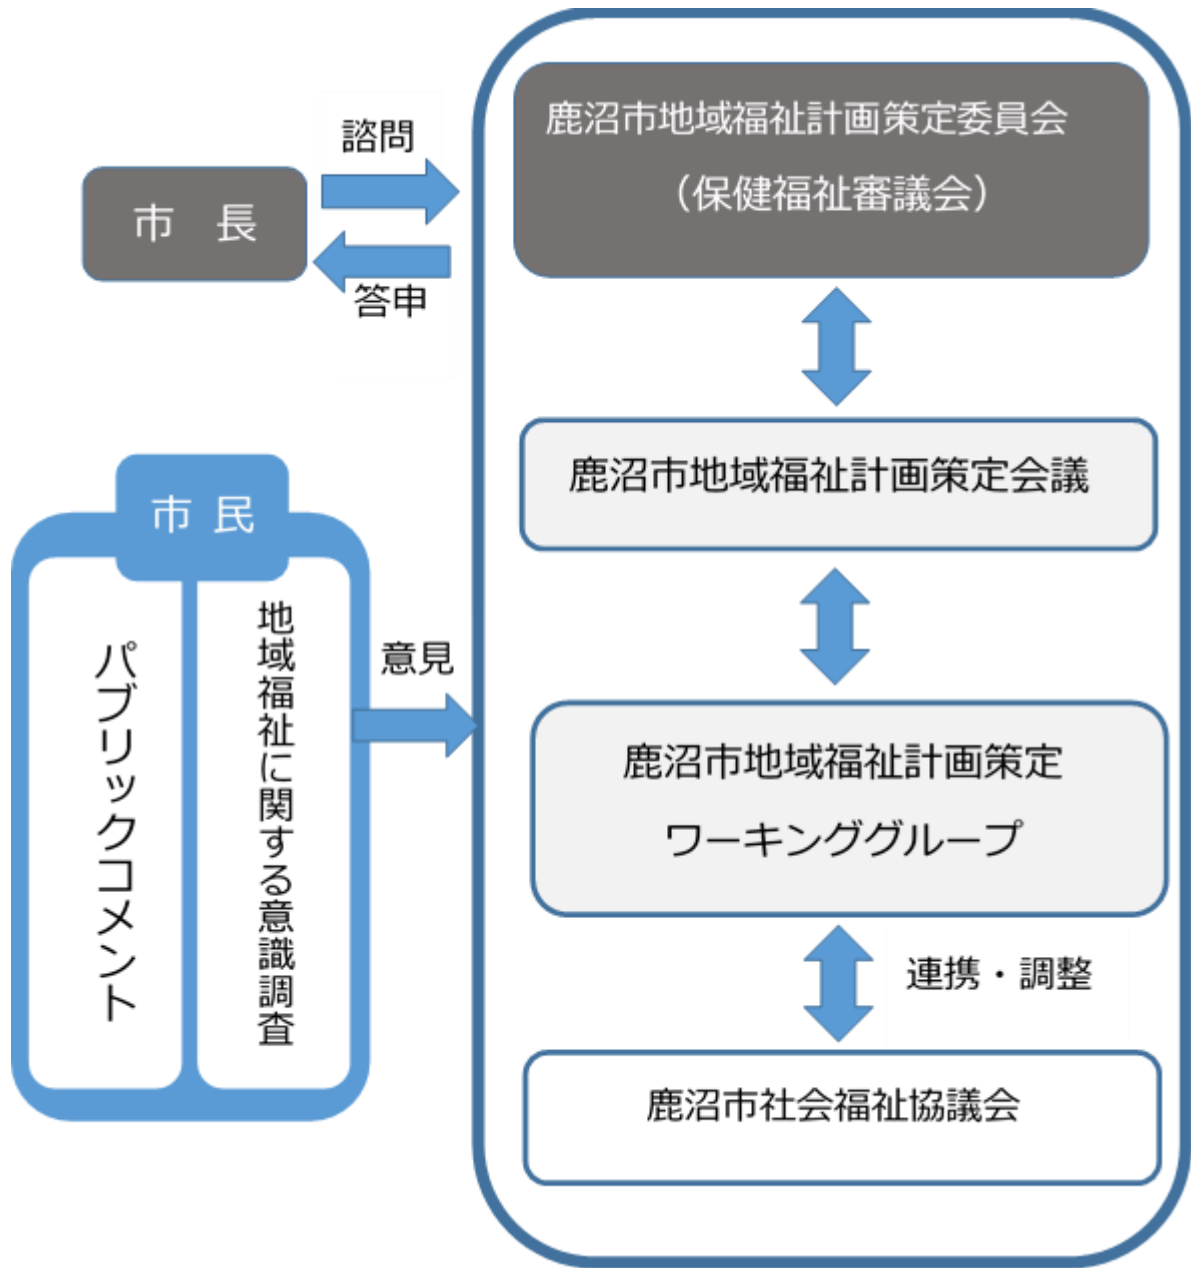 諮問
市　長
答申
鹿沼市地域福祉計画策定委員会
（保健福祉審議会）
鹿沼市地域福祉計画策定会議
市 民
パブリックコメント
地域福祉に関する意識調査
意見
鹿沼市地域福祉計画策定
ワーキンググループ
連携・調整
鹿沼市社会福祉協議会